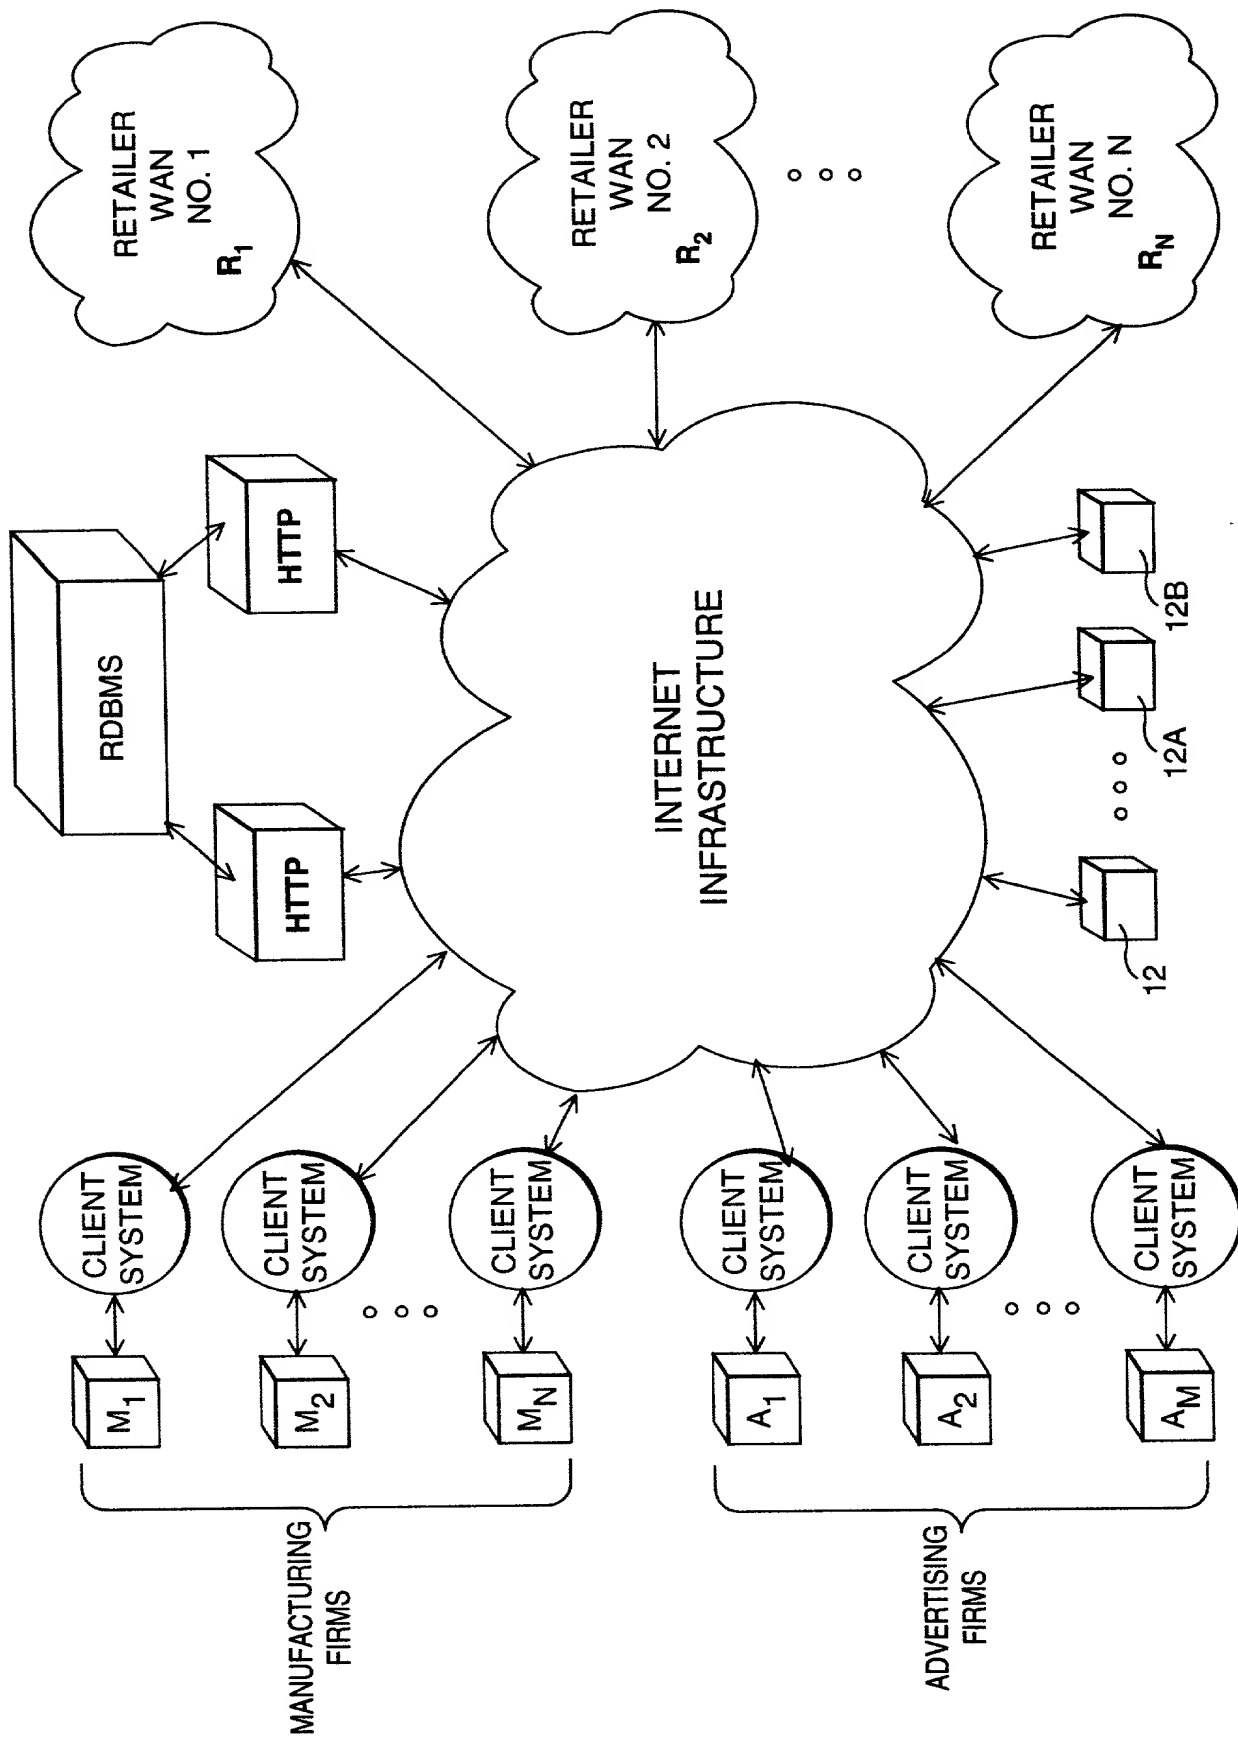 RDBMS
HTTP
HTTP
RETAILER
WAN
NO. 1
R1
RETAILER
WAN
NO. 2
R2
RETAILER
WAN
NO. N
RN
INTERNET
INFRASTRUCTURE
MANUFACTURING
FIRMS
M1
CLIENT
SYSTEM
M2
CLIENT
SYSTEM
MN
CLIENT
SYSTEM
ADVERTISING
FIRMS
A1
CLIENT
SYSTEM
A2
CLIENT
SYSTEM
AM
CLIENT
SYSTEM
12
12A
12B